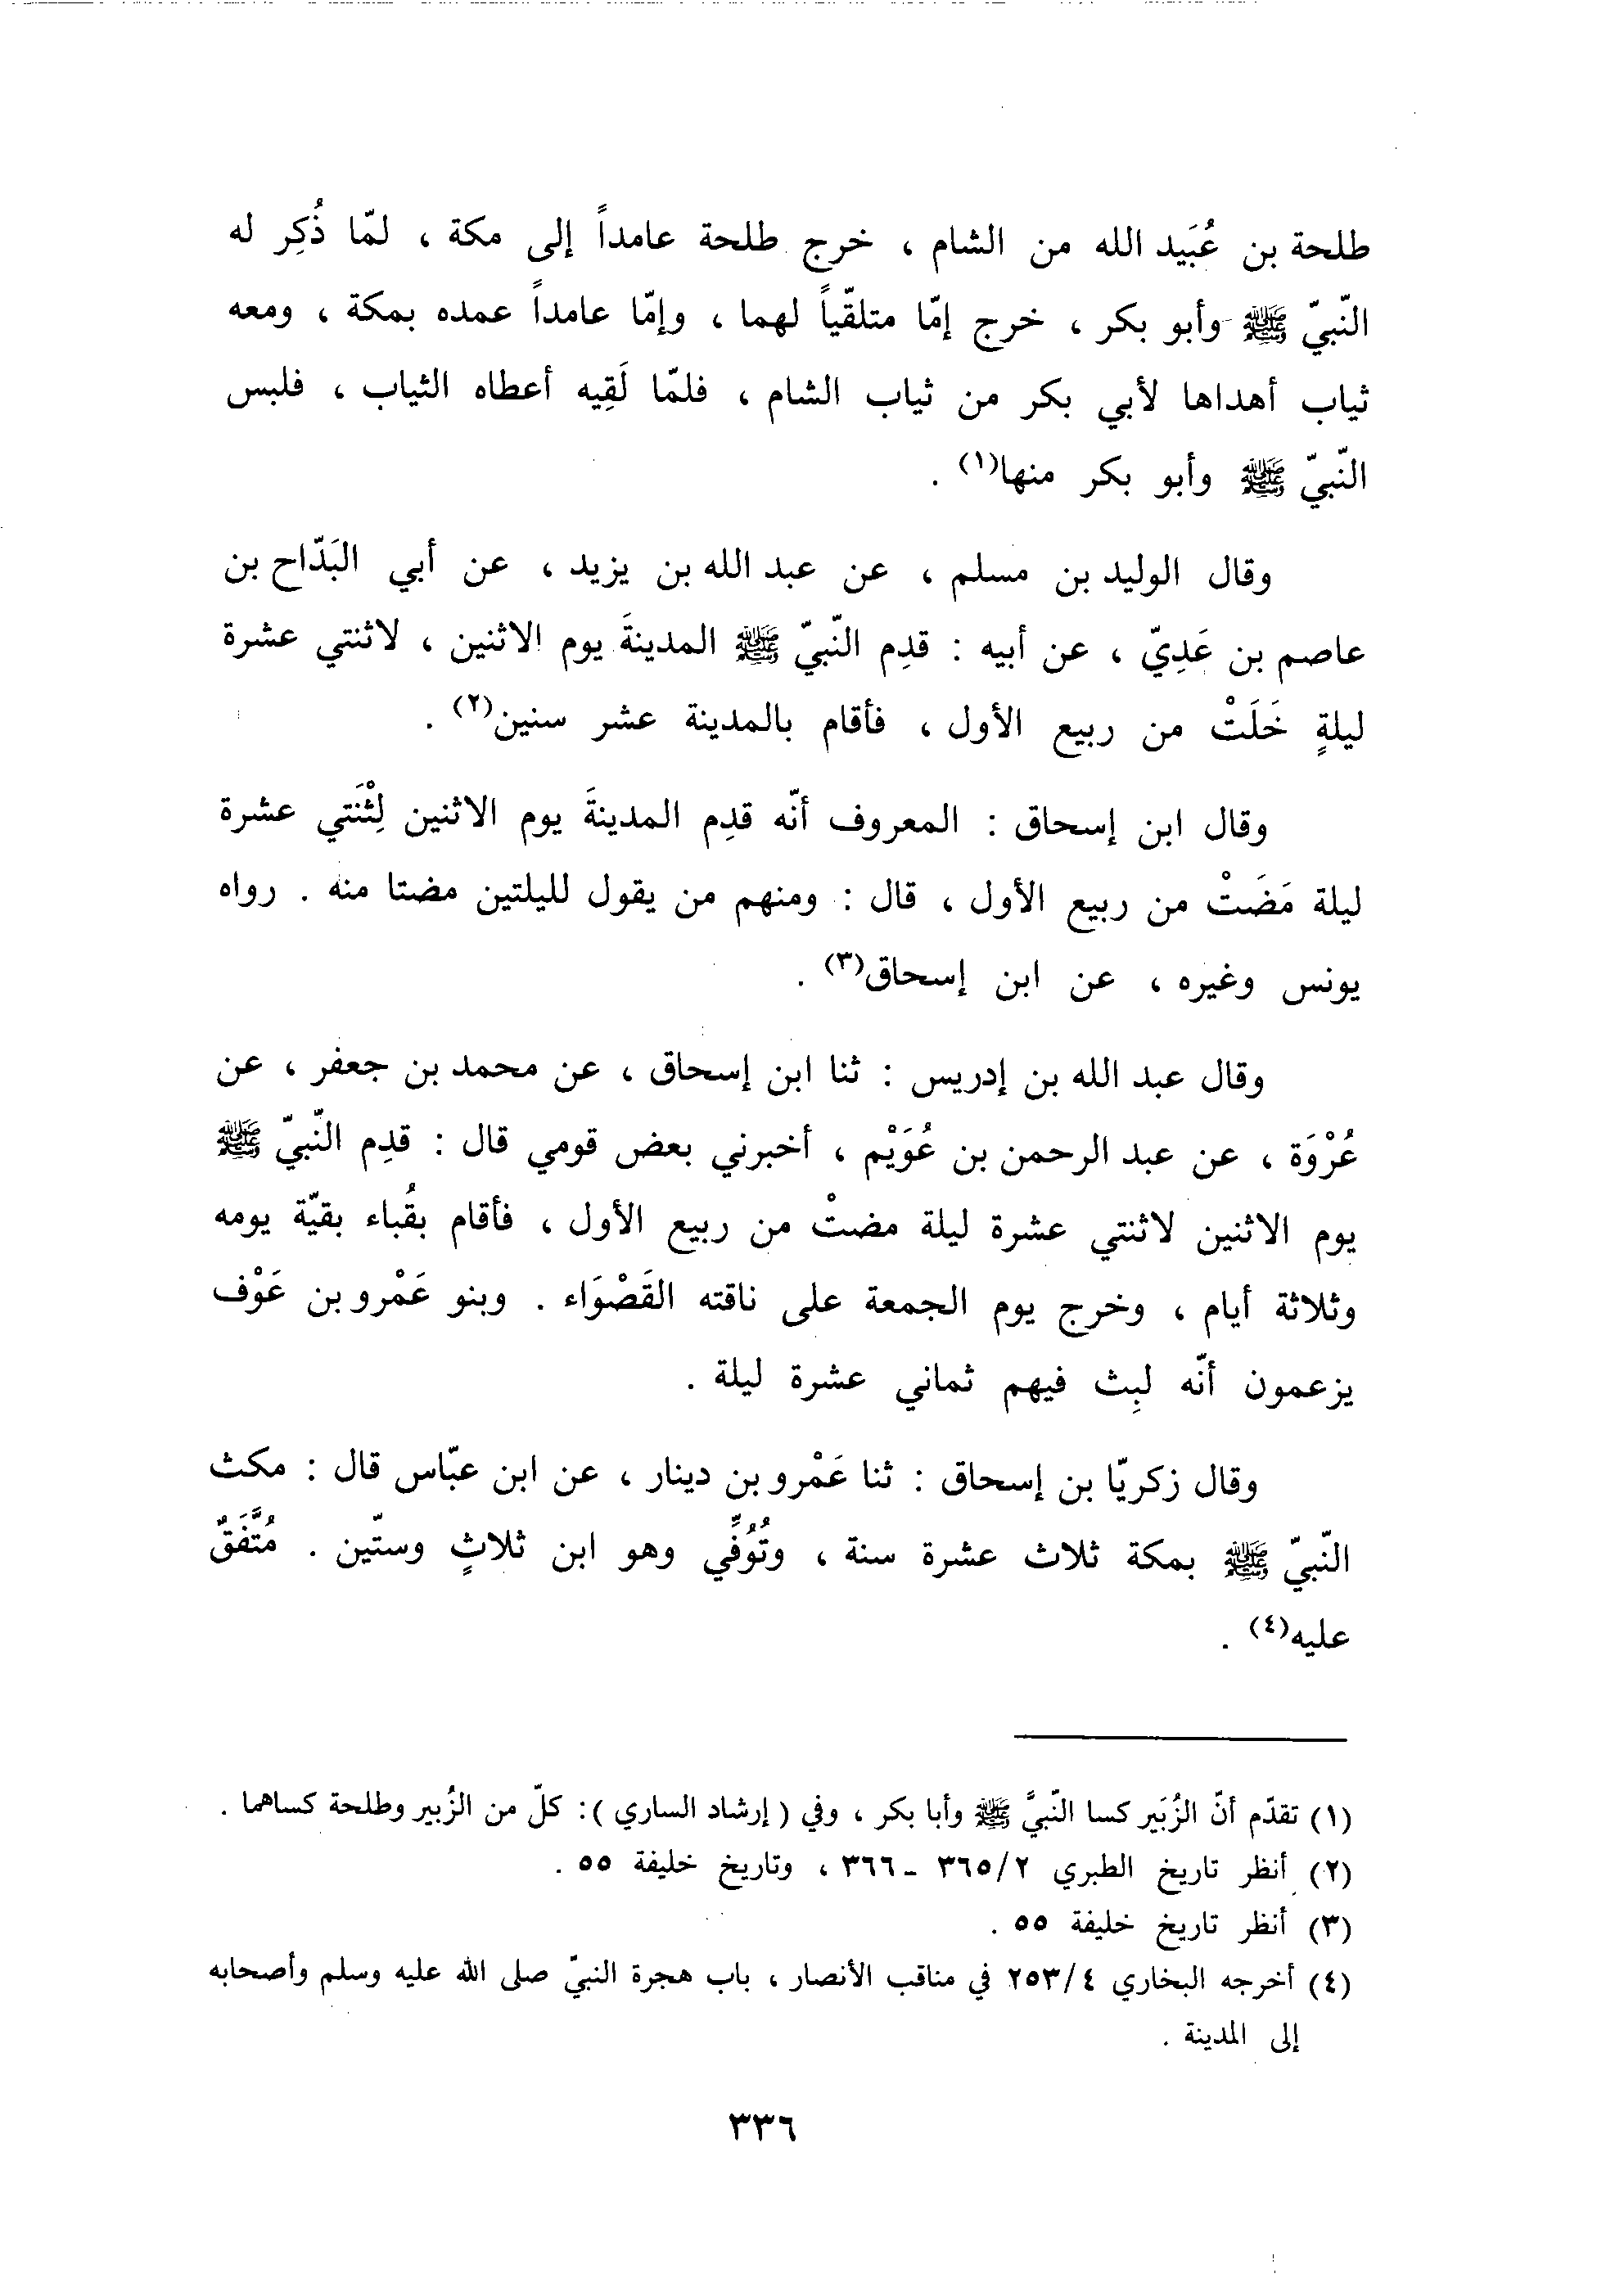 طلحة بن عُبَيد الله من الشام ، خرج طلحة عامداً إلى مكة ، لمّا ذُكِر له
النّبيّ ﷺ وأبو بكر ، خرج إمّا متلقّياً لهما ، وإمّا عامداً عمده بمكة ، ومعه
ثياب أهداها لأبي بكر من ثياب الشام ، فلمّا لَقِيه أعطاه الثياب ، فلبس
النّبيّ ﷺ وأبو بكر منها(١) .
وقال الوليد بن مسلم ، عن عبد الله بن يزيد ، عن أبي البَدّاح بن
عاصم بن عَدِيّ ، عن أبيه : قدِم النّبيّ ﷺ المدينةَ يوم الاثنين ، لاثنتي عشرة
ليلةٍ خَلَتْ من ربيع الأول ، فأقام بالمدينة عشر سنين(٢) .
وقال ابن إسحاق : المعروف أنّه قدِم المدينةَ يوم الاثنين لِثْنَتي عشرة
ليلة مَضَتْ من ربيع الأول ، قال : ومنهم من يقول لليلتين مضتا منه . رواه
يونس وغيره ، عن ابن إسحاق(٣) .
وقال عبد الله بن إدريس : ثنا ابن إسحاق ، عن محمد بن جعفر ، عن
عُرْوَة ، عن عبد الرحمن بن عُوَيْم ، أخبرني بعض قومي قال : قدِم النّبيّ ﷺ
يوم الاثنين لاثنتي عشرة ليلة مضتْ من ربيع الأول ، فأقام بقُباء بقيّة يومه
وثلاثة أيام ، وخرج يوم الجمعة على ناقته القَصْوَاء . وبنو عَمْرو بن عَوْف
يزعمون أنّه لبِث فيهم ثماني عشرة ليلة .
وقال زكريّا بن إسحاق : ثنا عَمْرو بن دينار ، عن ابن عبّاس قال : مكث
النّبيّ ﷺ بمكة ثلاث عشرة سنة ، وتُوُفِّي وهو ابن ثلاثٍ وستّين . مُتَّفَقٌ
عليه(٤) .
(١) تقدّم أنّ الزُبَير كسا النّبيَّ ﷺ وأبا بكر ، وفي ( إرشاد الساري ): كلّ من الزُبير وطلحة كساهما .
(٢) أنظر تاريخ الطبري ٣٦٥/٢ ـ ٣٦٦ ، وتاريخ خليفة ٥٥ .
(٣) أنظر تاريخ خليفة ٥٥ .
(٤) أخرجه البخاري ٢٥٣/٤ في مناقب الأنصار ، باب هجرة النبيّ صلى الله عليه وسلم وأصحابه
إلى المدينة .
٣٣٦